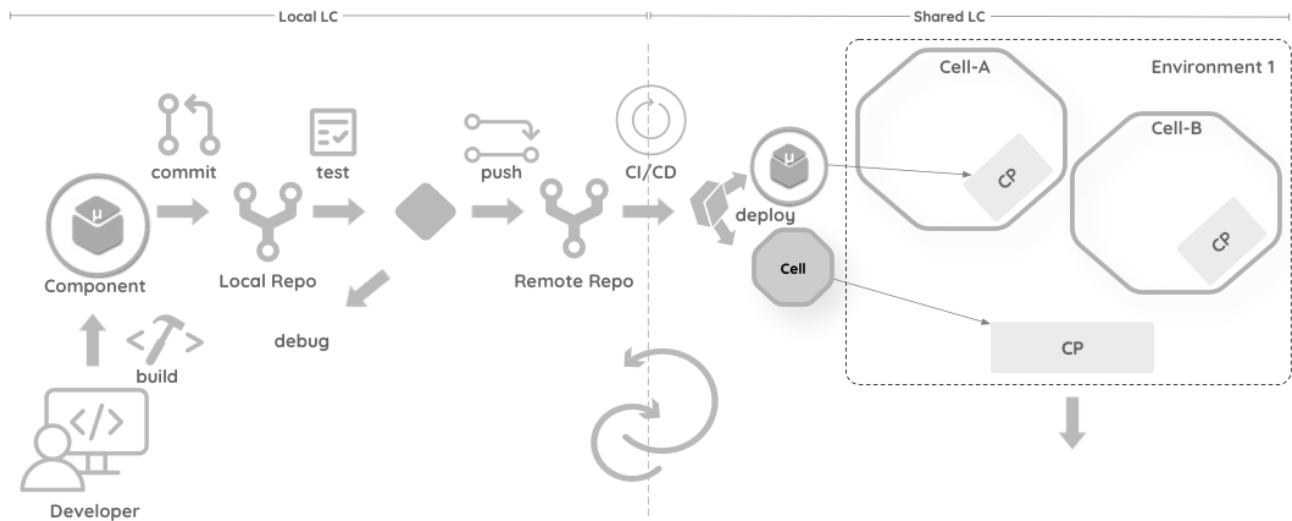 Local LC
Shared LC
Cell-A
Environment 1
Cell-B
commit
test
push
CI/CD
μ
CP
μ
deploy
CP
Component
Local Repo
Remote Repo
Cell
debug
CP
build
Developer